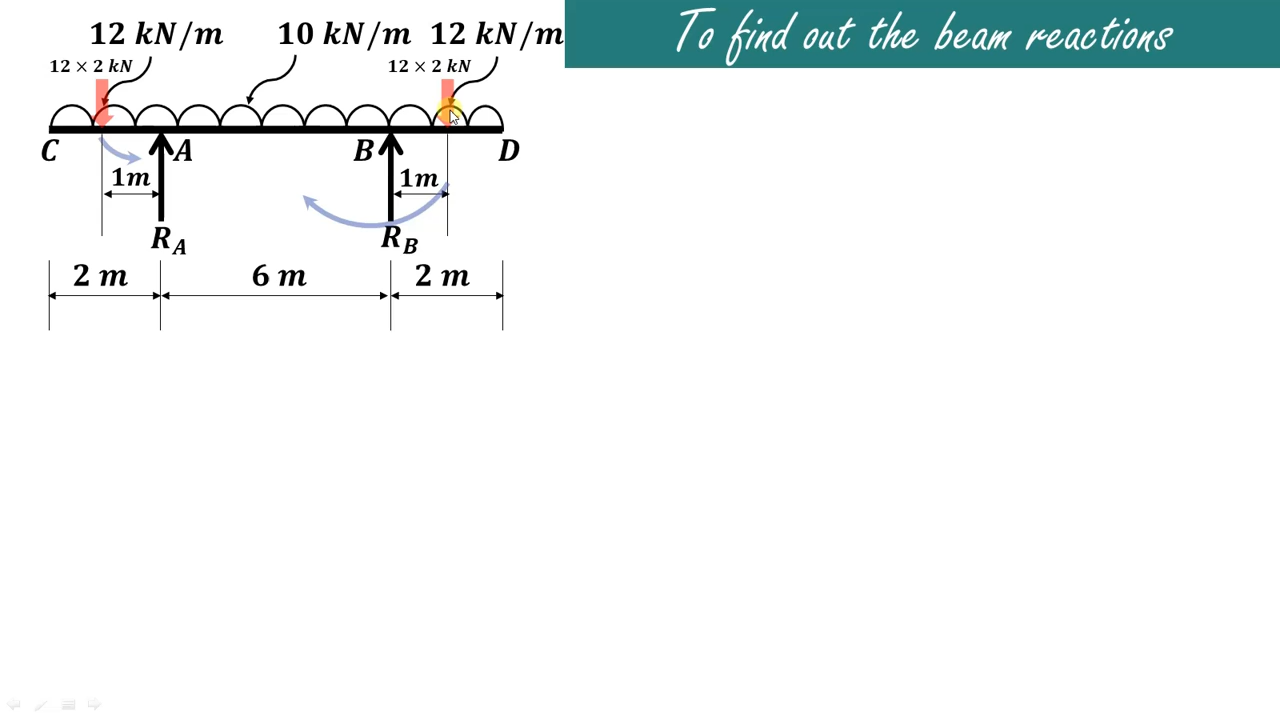 To find out the beam reactions
12 kN/m 10 kN/m 12 kN/m
12 × 2 kN 12 × 2 kN
C A B D
1m 1m
R_A R_B
2 m 6 m 2 m